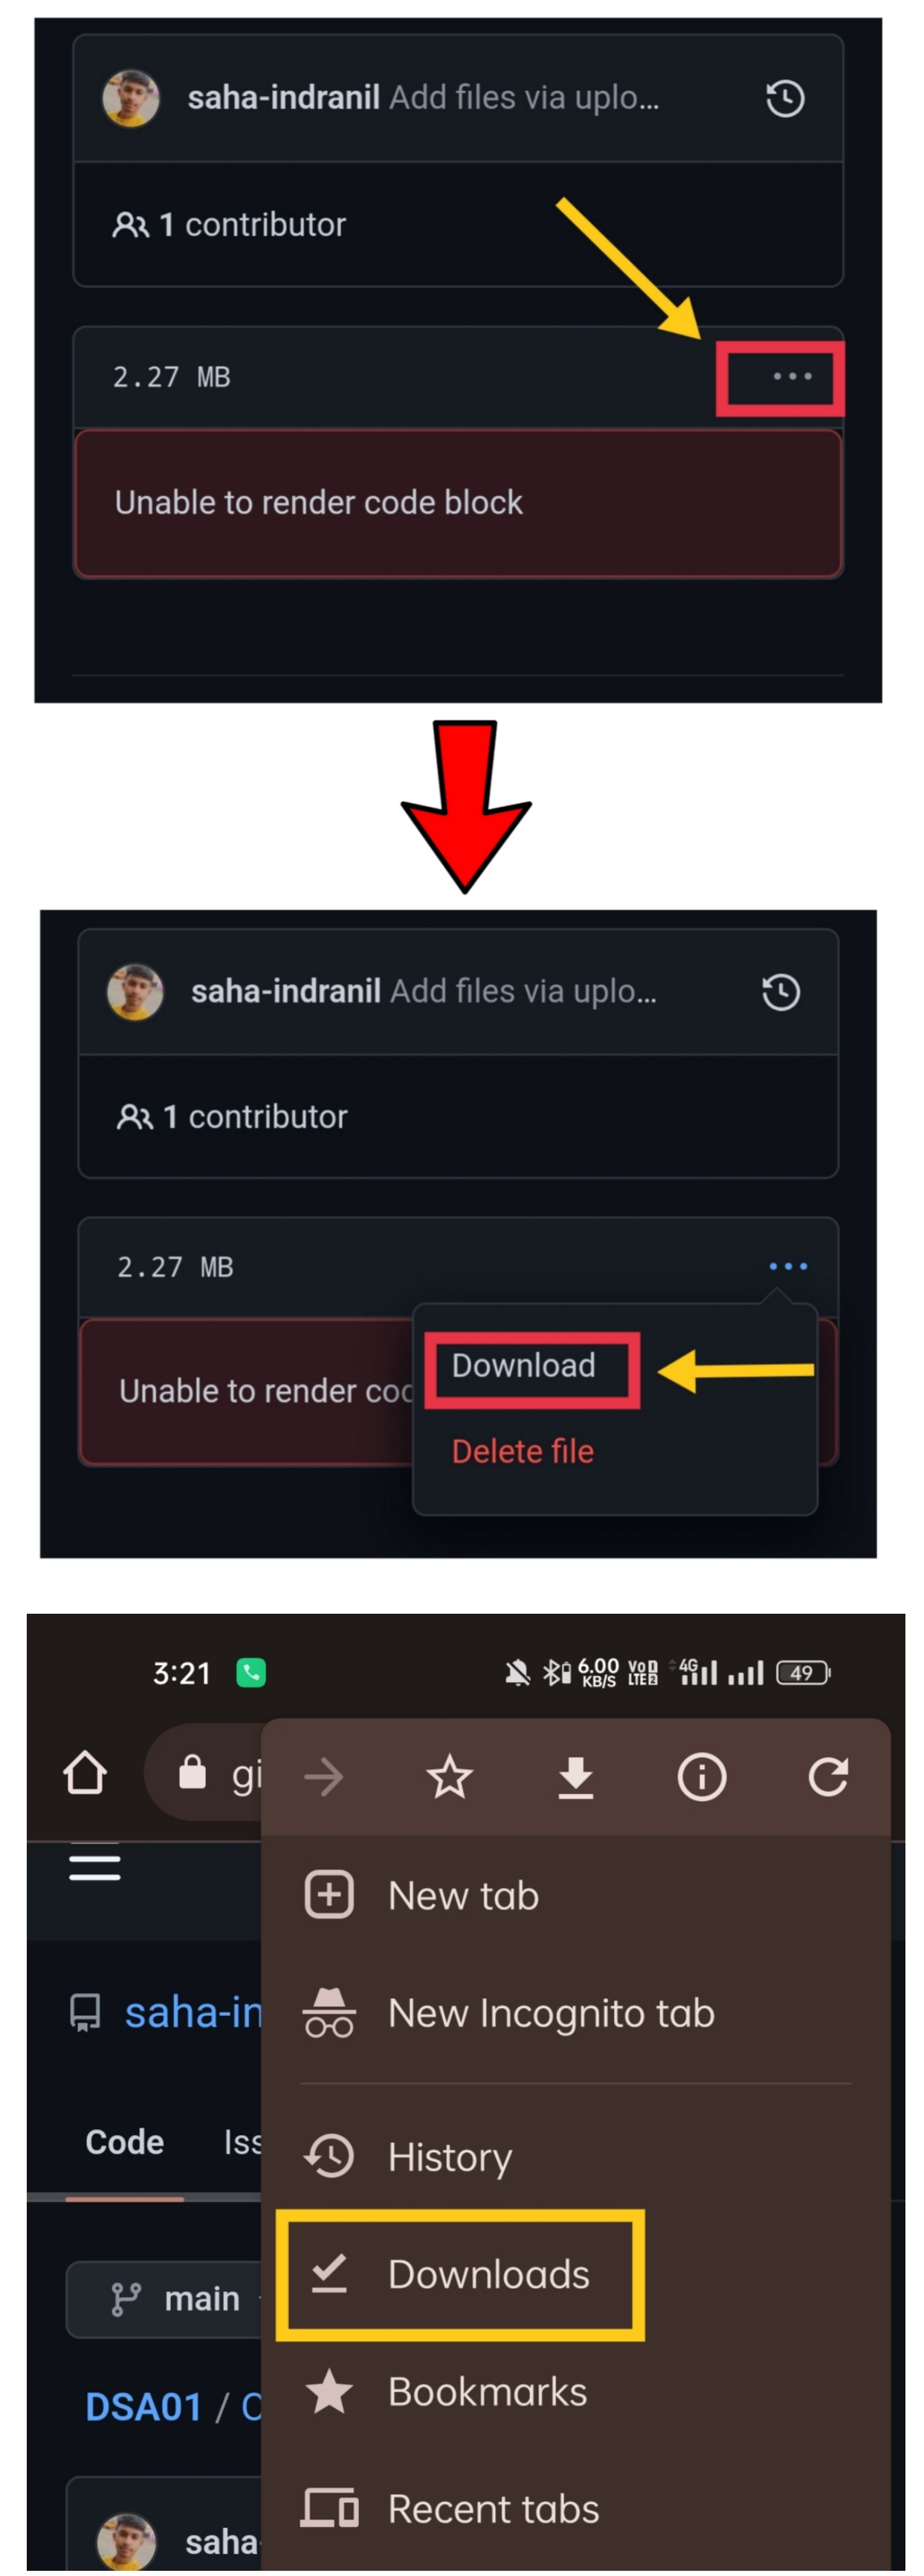 saha-indranil Add files via uplo...
1 contributor
2.27 MB
Unable to render code block
saha-indranil Add files via uplo...
1 contributor
2.27 MB
Unable to render coc
Download
Delete file
3:21 6.00 KB/S VoD LTE2 4G 49
gi
New tab
saha-in
New Incognito tab
Code Iss
History
main
Downloads
DSA01 / C
Bookmarks
saha-
Recent tabs